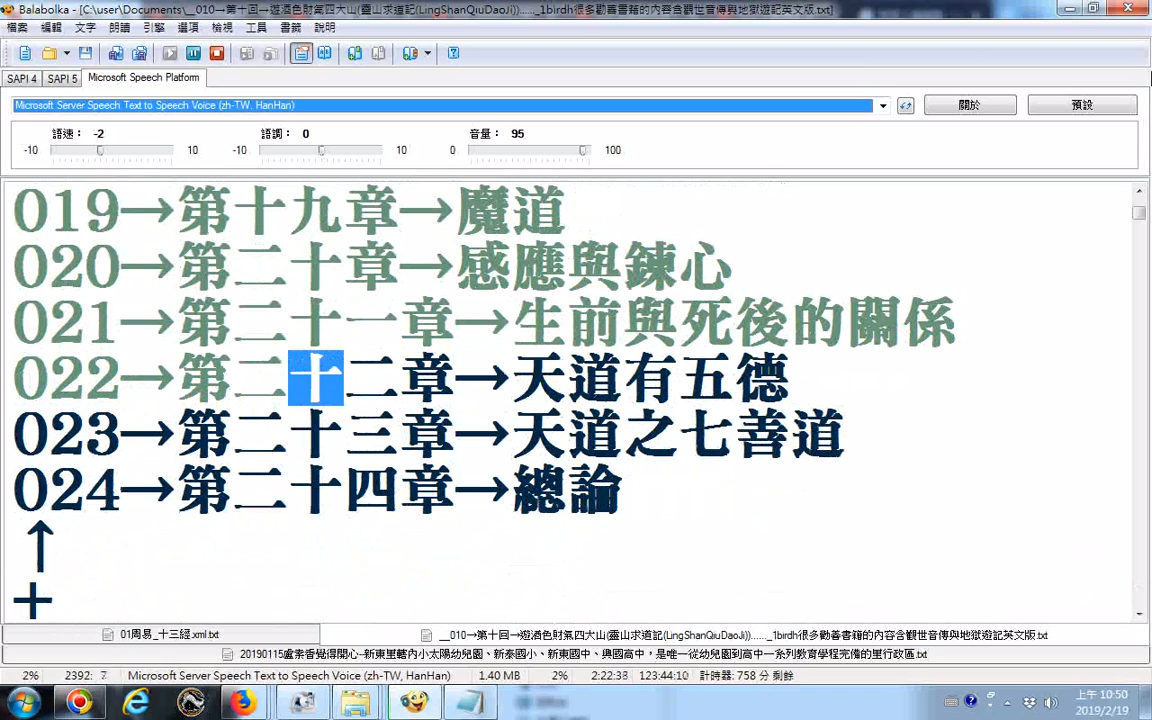 Balabolka - [C:\user\Documents\__010→第十回→遊酒色財氣四大山(靈山求道記(LingShanQiuDaoJi))......_1birdh很多勸善書籍的內容含觀世音傳與地獄遊記英文版.txt]
檔案 編輯 文字 朗讀 引擎 選項 檢視 工具 書籤 說明
SAPI 4 SAPI 5 Microsoft Speech Platform
Microsoft Server Speech Text to Speech Voice (zh-TW, HanHan)
關於 預設
語速： -2 語調： 0 音量： 95
-10 10 -10 10 0 100
019→第十九章→魔道
020→第二十章→感應與鍊心
021→第二十一章→生前與死後的關係
022→第二十二章→天道有五德
023→第二十三章→天道之七善道
024→第二十四章→總論
↑
+
01周易_十三經.xml.txt
__010→第十回→遊酒色財氣四大山(靈山求道記(LingShanQiuDaoJi))......_1birdh很多勸善書籍的內容含觀世音傳與地獄遊記英文版.txt
20190115盧素香覺得開心-新東里轄內小太陽幼兒園、新泰國小、新東國中、興國高中，是唯一從幼兒園到高中一系列教育學程完備的里行政區.txt
2% 2392: 7 Microsoft Server Speech Text to Speech Voice (zh-TW, HanHan) 1.40 MB 2% 2:22:38 123:44:10 計時器: 758 分 剩餘
上午 10:50
2019/2/19